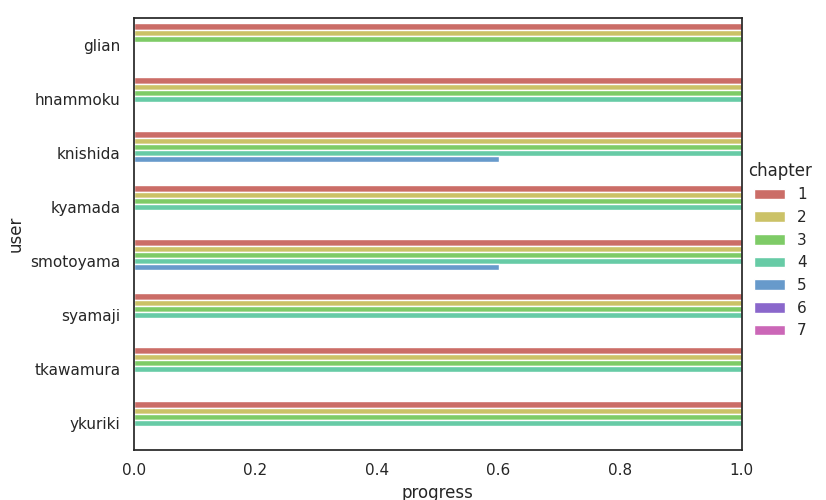 glian
hnammoku
knishida
kyamada
smotoyama
syamaji
tkawamura
ykuriki
user
0.0 0.2 0.4 0.6 0.8 1.0
progress
chapter
1
2
3
4
5
6
7